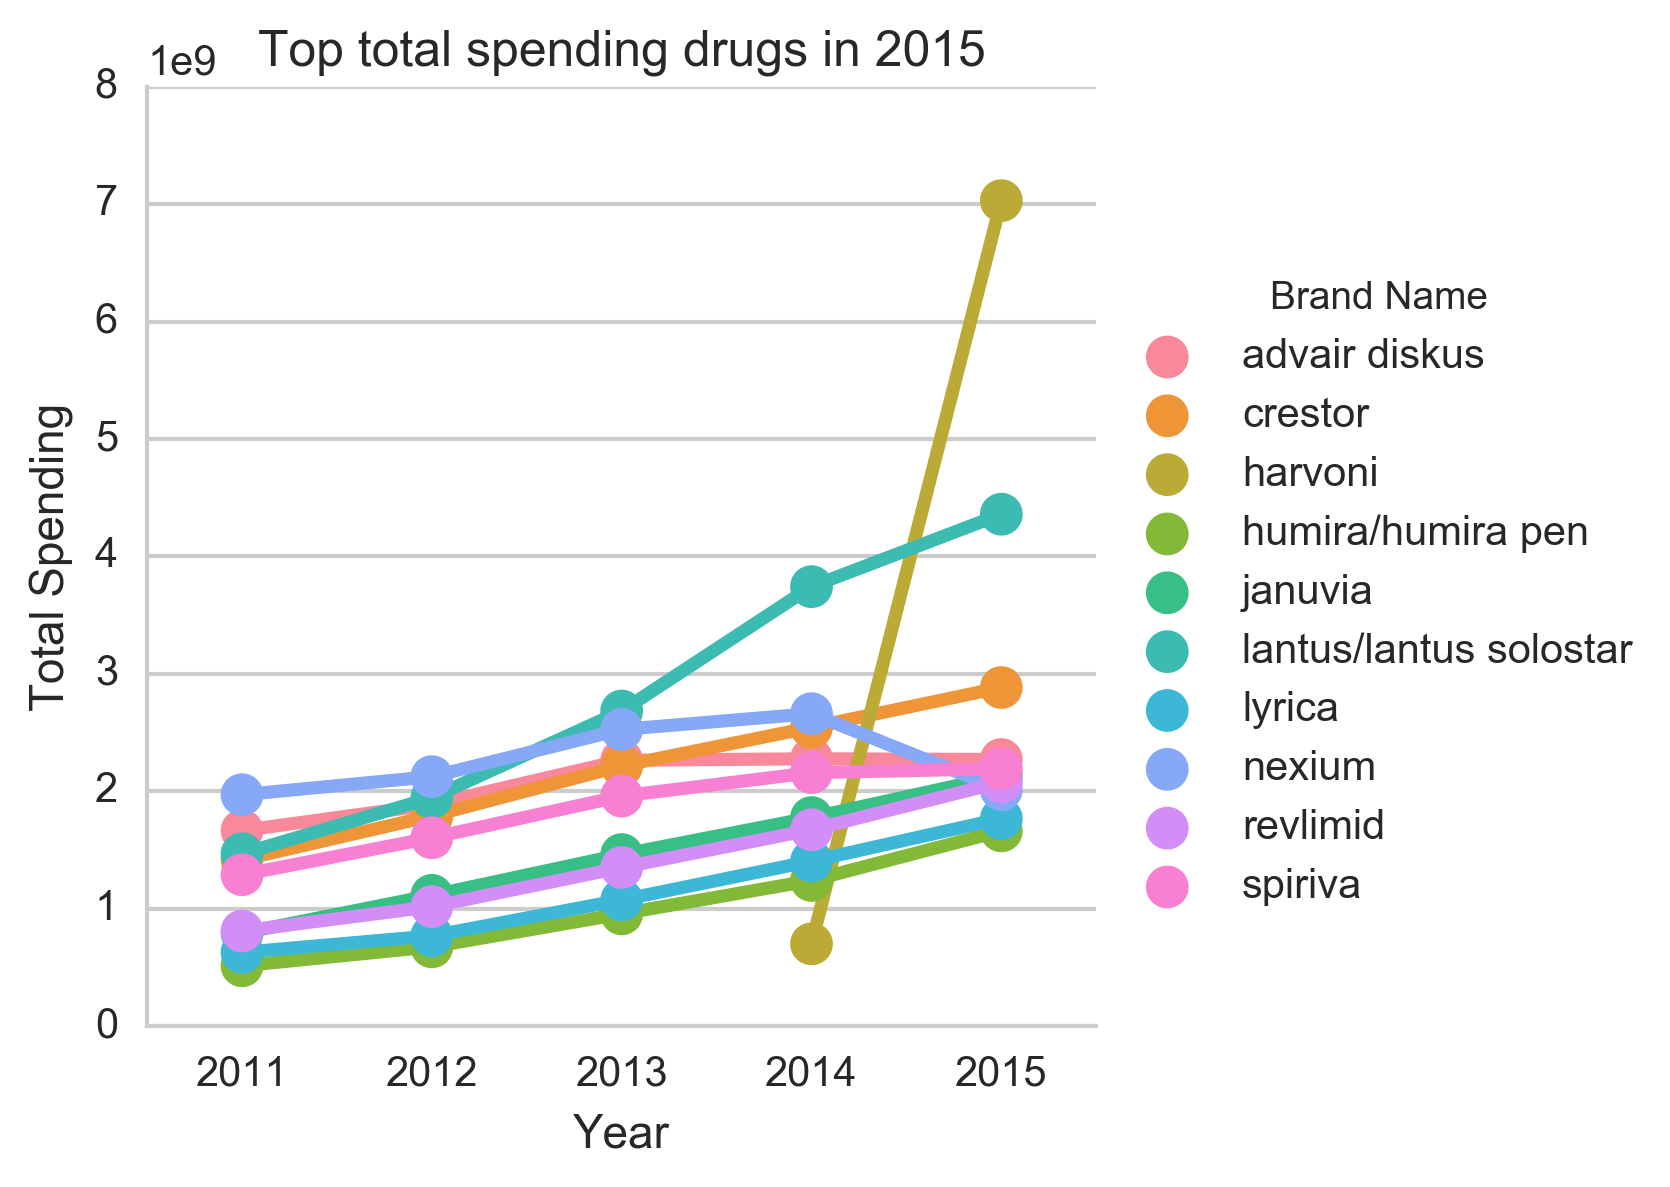 Top total spending drugs in 2015
1e9
8
7
6
5
4
3
2
1
0
Total Spending
2011 2012 2013 2014 2015
Year
Brand Name
advair diskus
crestor
harvoni
humira/humira pen
januvia
lantus/lantus solostar
lyrica
nexium
revlimid
spiriva